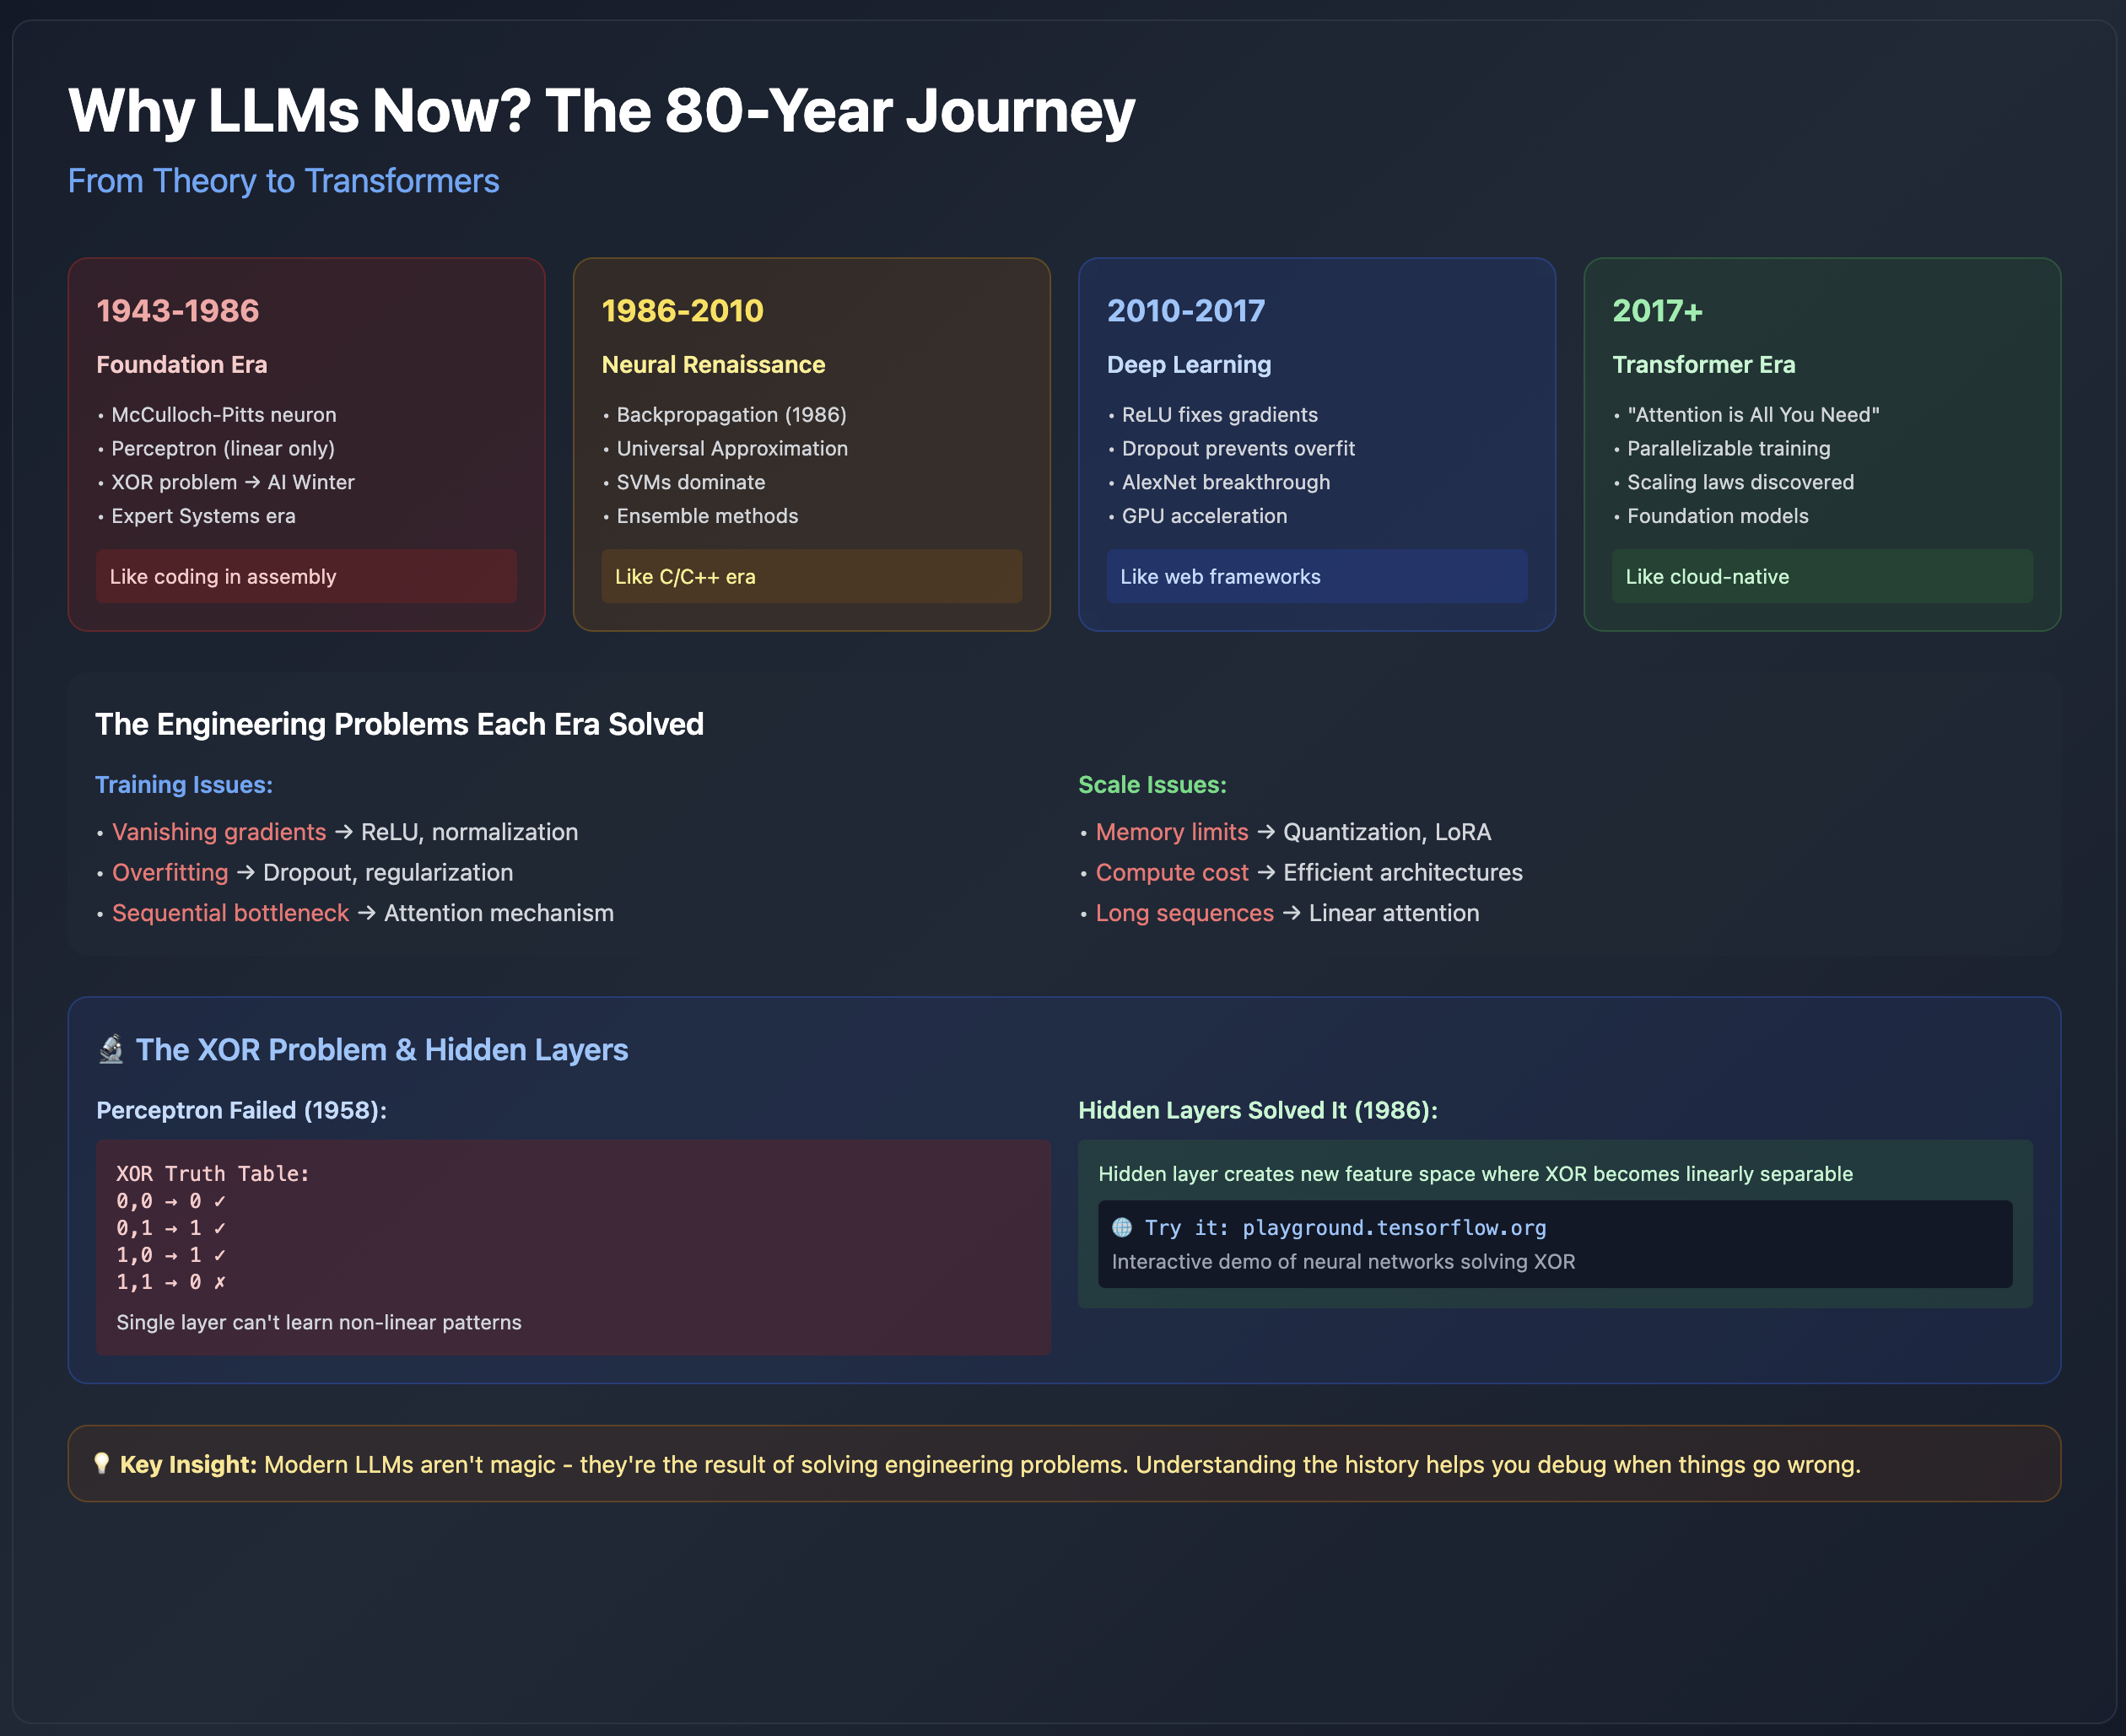 Why LLMs Now? The 80-Year Journey
From Theory to Transformers
1943-1986
Foundation Era
• McCulloch-Pitts neuron
• Perceptron (linear only)
• XOR problem → AI Winter
• Expert Systems era
Like coding in assembly
1986-2010
Neural Renaissance
• Backpropagation (1986)
• Universal Approximation
• SVMs dominate
• Ensemble methods
Like C/C++ era
2010-2017
Deep Learning
• ReLU fixes gradients
• Dropout prevents overfit
• AlexNet breakthrough
• GPU acceleration
Like web frameworks
2017+
Transformer Era
• "Attention is All You Need"
• Parallelizable training
• Scaling laws discovered
• Foundation models
Like cloud-native
The Engineering Problems Each Era Solved
Training Issues:
• Vanishing gradients → ReLU, normalization
• Overfitting → Dropout, regularization
• Sequential bottleneck → Attention mechanism
Scale Issues:
• Memory limits → Quantization, LoRA
• Compute cost → Efficient architectures
• Long sequences → Linear attention
🔬 The XOR Problem & Hidden Layers
Perceptron Failed (1958):
XOR Truth Table:
0,0 → 0 ✓
0,1 → 1 ✓
1,0 → 1 ✓
1,1 → 0 ✗
Single layer can't learn non-linear patterns
Hidden Layers Solved It (1986):
Hidden layer creates new feature space where XOR becomes linearly separable
🌐 Try it: playground.tensorflow.org
Interactive demo of neural networks solving XOR
💡 Key Insight: Modern LLMs aren't magic - they're the result of solving engineering problems. Understanding the history helps you debug when things go wrong.